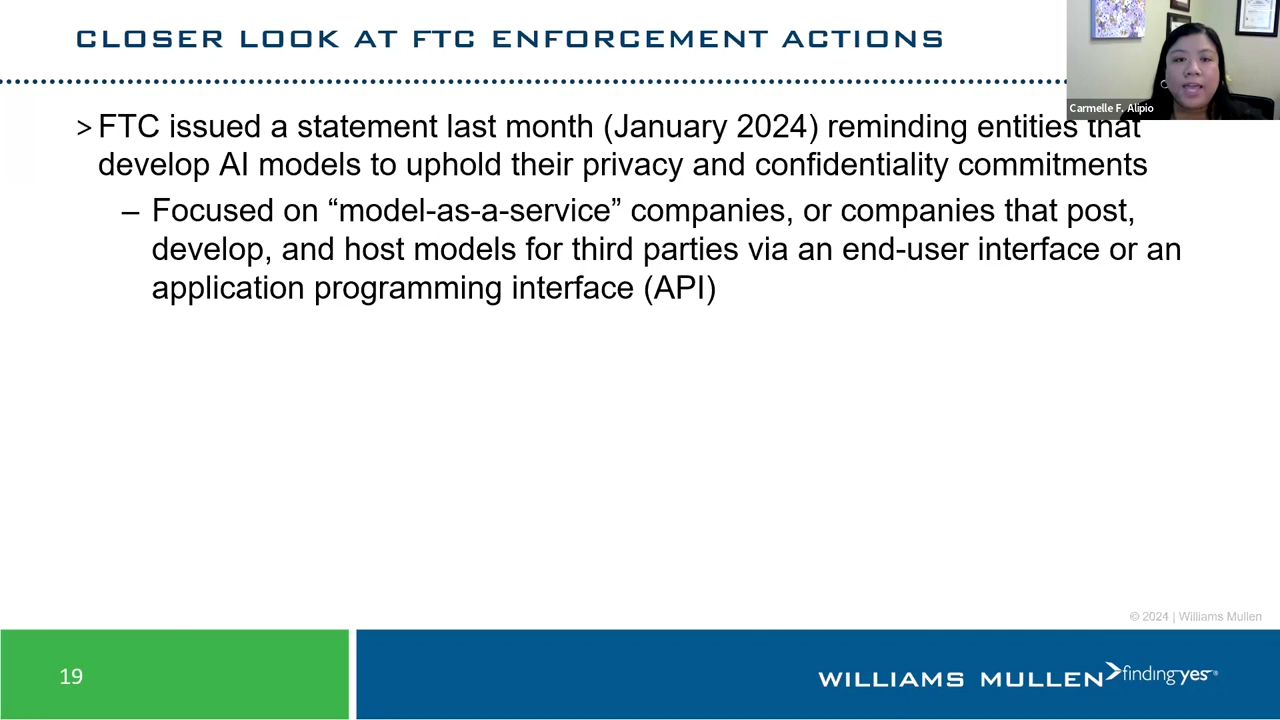 CLOSER LOOK AT FTC ENFORCEMENT ACTIONS
Carmelle F. Alipio
> FTC issued a statement last month (January 2024) reminding entities that
develop AI models to uphold their privacy and confidentiality commitments
– Focused on “model-as-a-service” companies, or companies that post,
develop, and host models for third parties via an end-user interface or an
application programming interface (API)
© 2024 | Williams Mullen
19
WILLIAMS MULLEN finding yes®